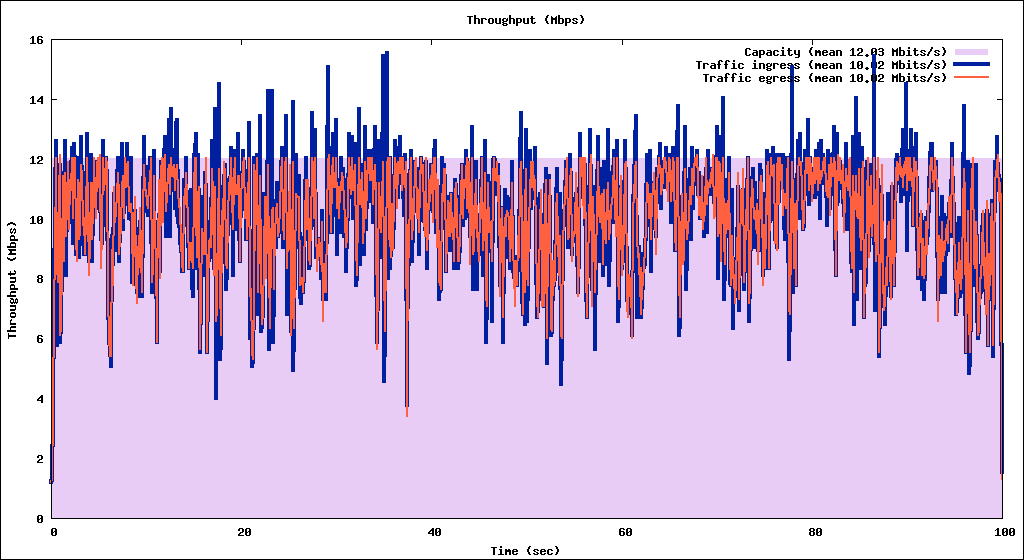 Throughput (Mbps)
16
14
12
10
8
6
4
2
0
Throughput (Mbps)
Capacity (mean 12.03 Mbits/s)
Traffic ingress (mean 10.02 Mbits/s)
Traffic egress (mean 10.02 Mbits/s)
0 20 40 60 80 100
Time (sec)